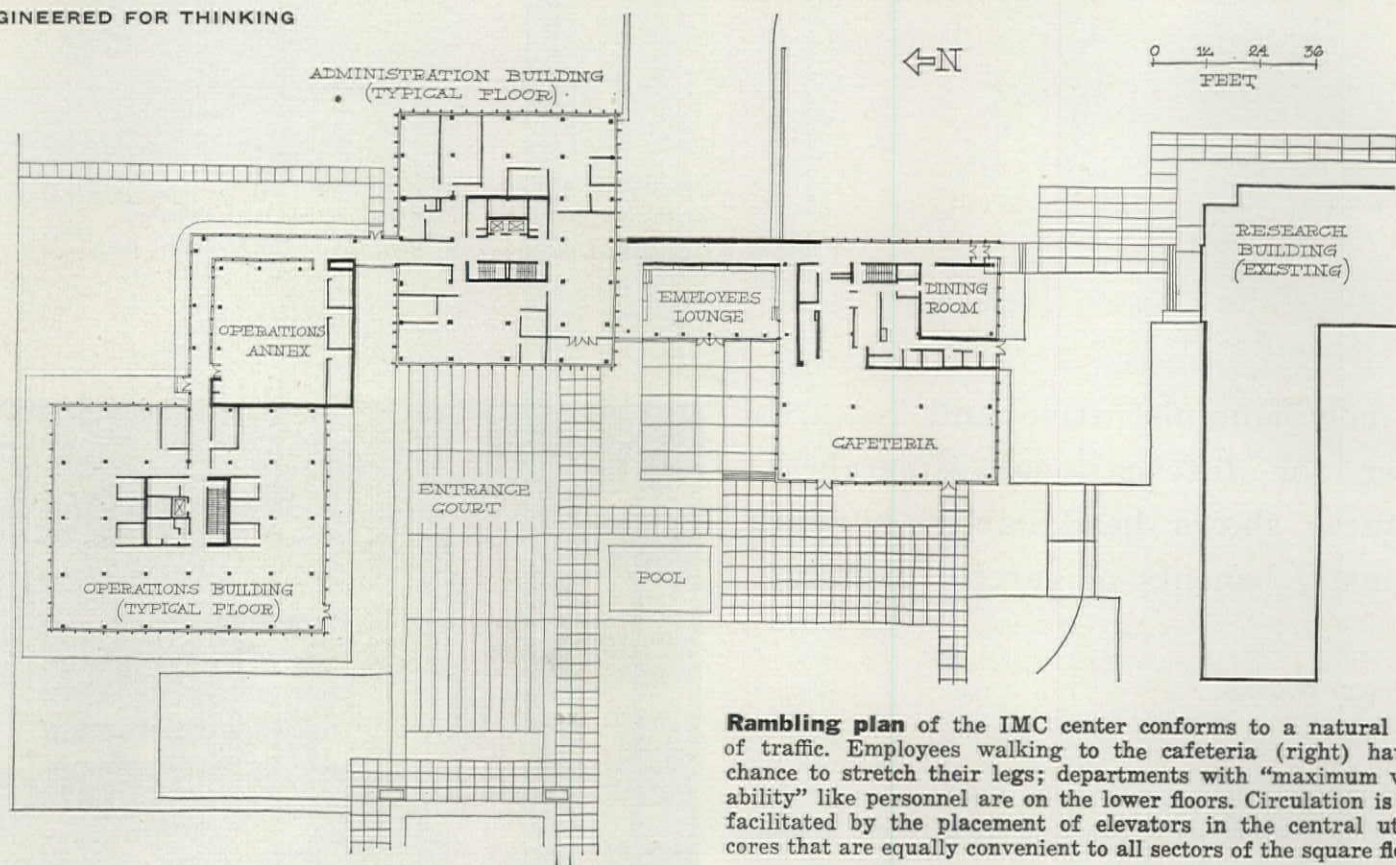 GINEERED FOR THINKING
ADMINISTRATION BUILDING
(TYPICAL FLOOR)
N
0 12 24 36
FEET
RESEARCH
BUILDING
(EXISTING)
OPERATIONS
ANNEX
EMPLOYEES
LOUNGE
DINING
ROOM
CAFETERIA
ENTRANCE
COURT
POOL
OPERATIONS BUILDING
(TYPICAL FLOOR)
Rambling plan of the IMC center conforms to a natural
of traffic. Employees walking to the cafeteria (right) ha
chance to stretch their legs; departments with “maximum v
ability” like personnel are on the lower floors. Circulation is
facilitated by the placement of elevators in the central ut
cores that are equally convenient to all sectors of the square fl